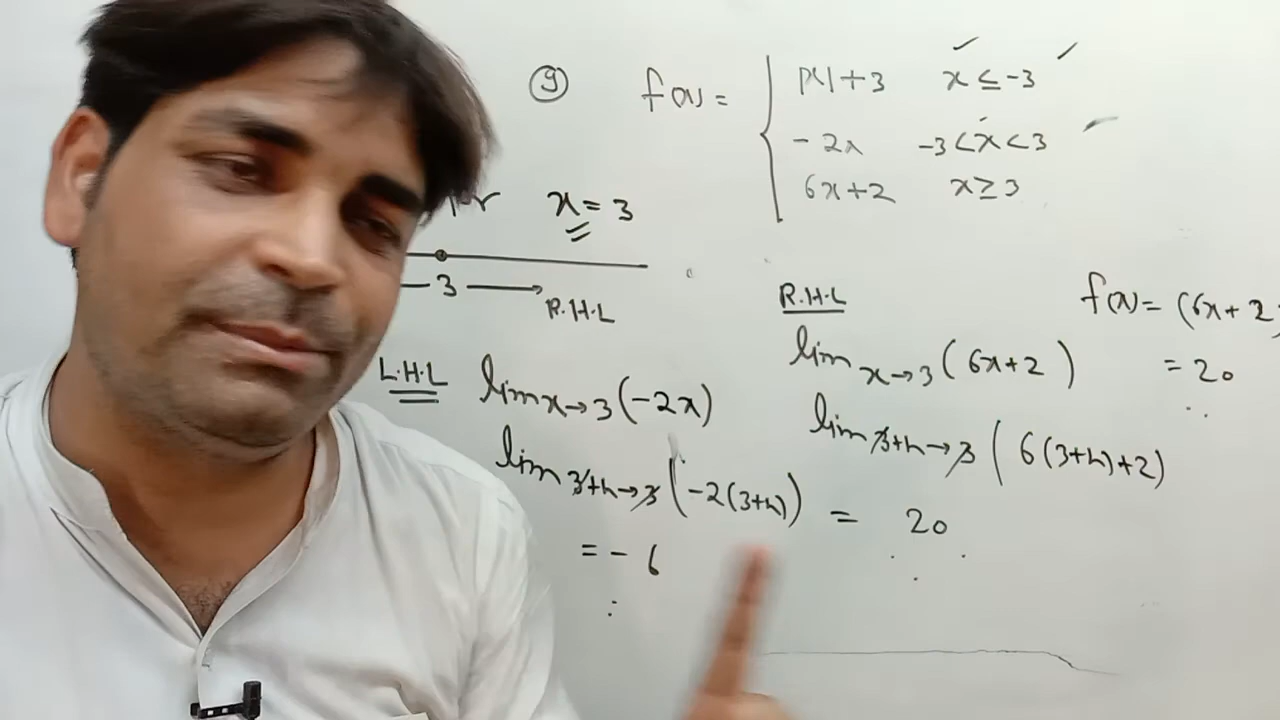 ⑨ f(x) = { |x| + 3 x ≤ -3
- 2x -3 < x < 3
6x + 2 x ≥ 3
x = 3
3 → R.H.L
R.H.L
f(x) = (6x + 2)
lim x→3 (6x + 2)
= 20
L.H.L lim x→3 (-2x)
lim 3+h→3 (6(3+h)+2)
lim 3+h→3 (-2(3+h))
= 20
= - 6